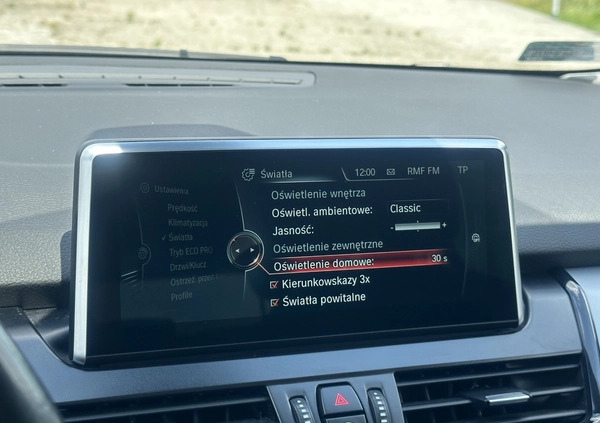 Światła
12:00
RMF FM
TP
Ustawienia
Prędkość
Klimatyzacja
Światła
Tryb ECO PRO
Drzwi/Klucz
Ostrzeż.
Profile
Oświetlenie wnętrza
Oświetl. ambientowe: Classic
Jasność: - +
Oświetlenie zewnętrzne
Oświetlenie domowe: 30 s
Kierunkowskazy 3x
Światła powitalne